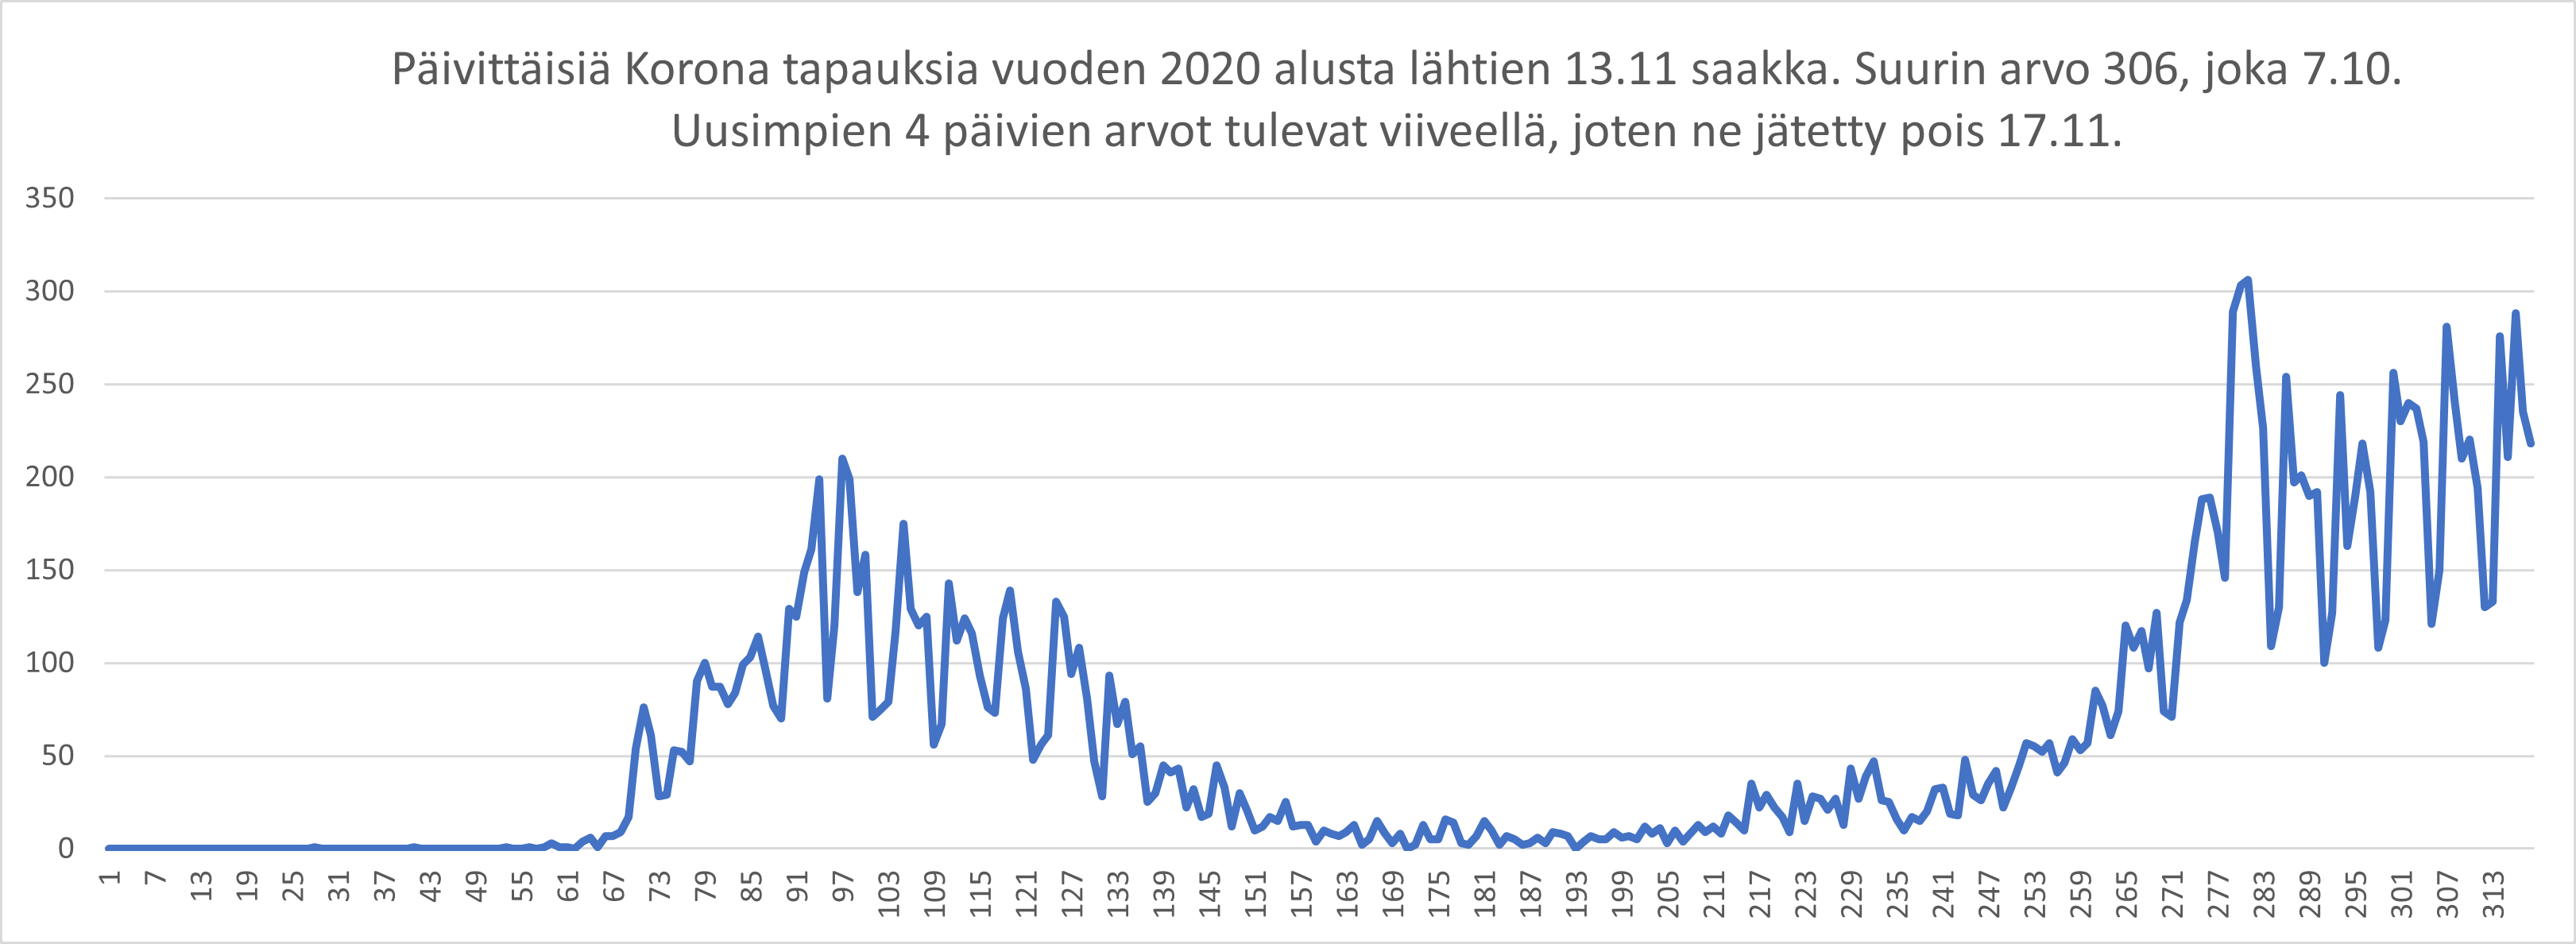 Päivittäisiä Korona tapauksia vuoden 2020 alusta lähtien 13.11 saakka. Suurin arvo 306, joka 7.10.
Uusimpien 4 päivien arvot tulevat viiveellä, joten ne jätetty pois 17.11.
350
300
250
200
150
100
50
0
1 7 13 19 25 31 37 43 49 55 61 67 73 79 85 91 97 103 109 115 121 127 133 139 145 151 157 163 169 175 181 187 193 199 205 211 217 223 229 235 241 247 253 259 265 271 277 283 289 295 301 307 313